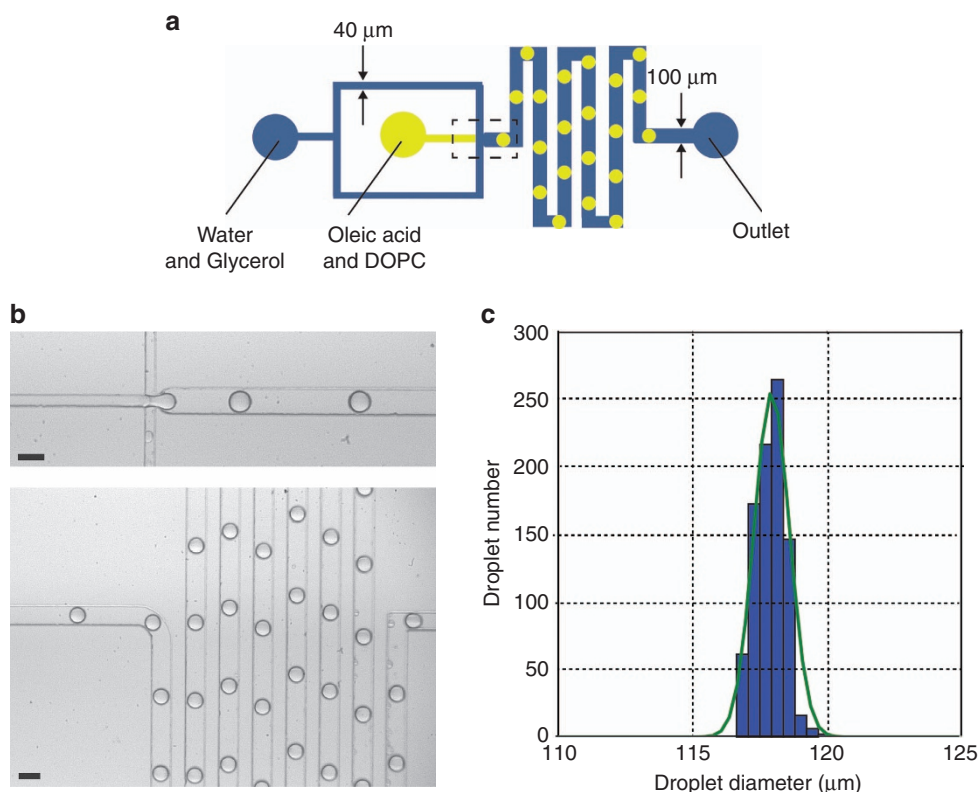 a
40 μm
100 μm
Water
and Glycerol
Oleic acid
and DOPC
Outlet
b
c
300
250
200
150
100
50
0
110
115
120
125
Droplet number
Droplet diameter (μm)